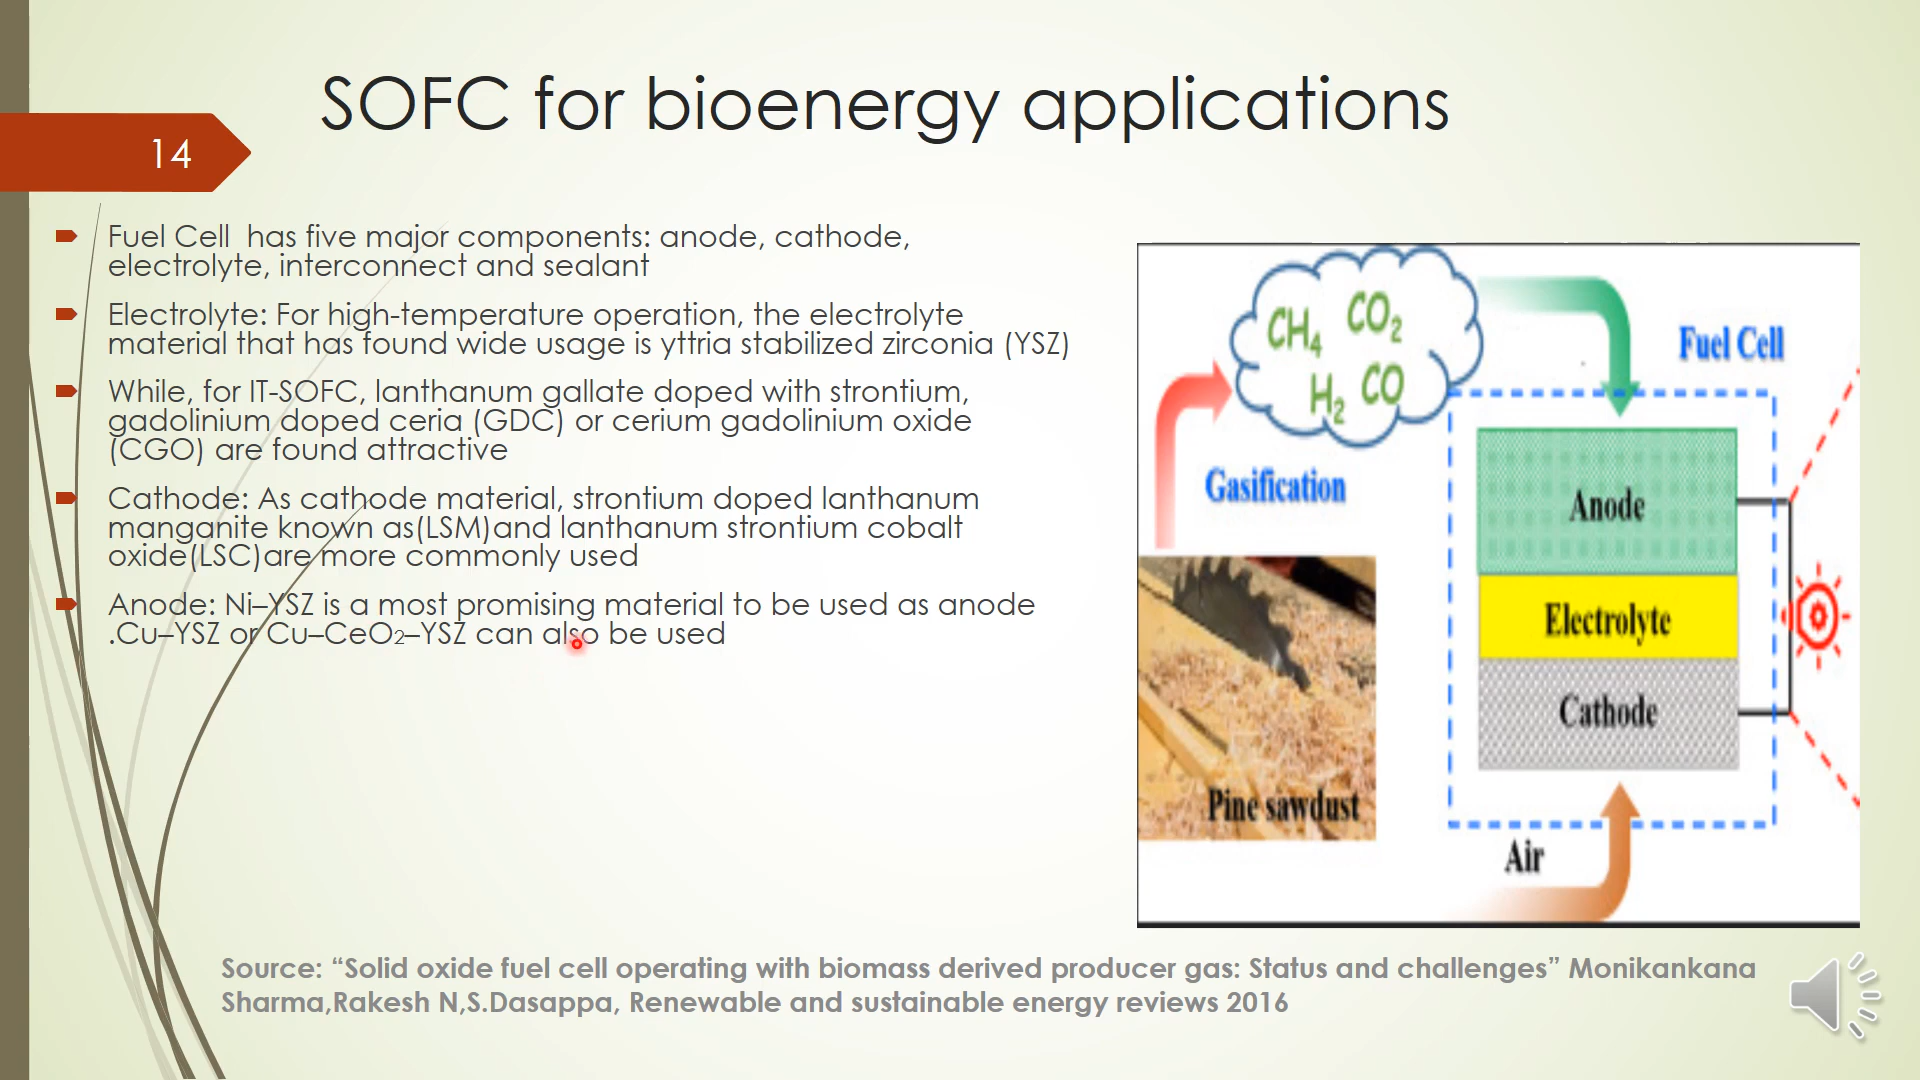 SOFC for bioenergy applications
14
Fuel Cell  has five major components: anode, cathode,
electrolyte, interconnect and sealant
Electrolyte: For high-temperature operation, the electrolyte
material that has found wide usage is yttria stabilized zirconia (YSZ)
While, for IT-SOFC, lanthanum gallate doped with strontium,
gadolinium doped ceria (GDC) or cerium gadolinium oxide
(CGO) are found attractive
Cathode: As cathode material, strontium doped lanthanum
manganite known as(LSM)and lanthanum strontium cobalt
oxide(LSC)are more commonly used
Anode: Ni–YSZ is a most promising material to be used as anode
.Cu–YSZ or Cu–CeO₂–YSZ can also be used
CH₄ CO₂
H₂ CO
Fuel Cell
Gasification
Anode
Electrolyte
Cathode
Pine sawdust
Air
Source: “Solid oxide fuel cell operating with biomass derived producer gas: Status and challenges” Monikankana
Sharma,Rakesh N,S.Dasappa, Renewable and sustainable energy reviews 2016